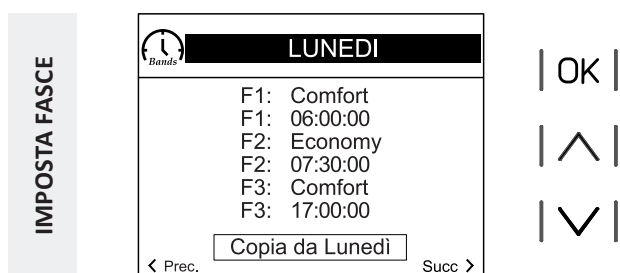 IMPOSTA FASCE
Bands
LUNEDI
F1: Comfort
F1: 06:00:00
F2: Economy
F2: 07:30:00
F3: Comfort
F3: 17:00:00
Copia da Lunedì
< Prec.
Succ >
OK